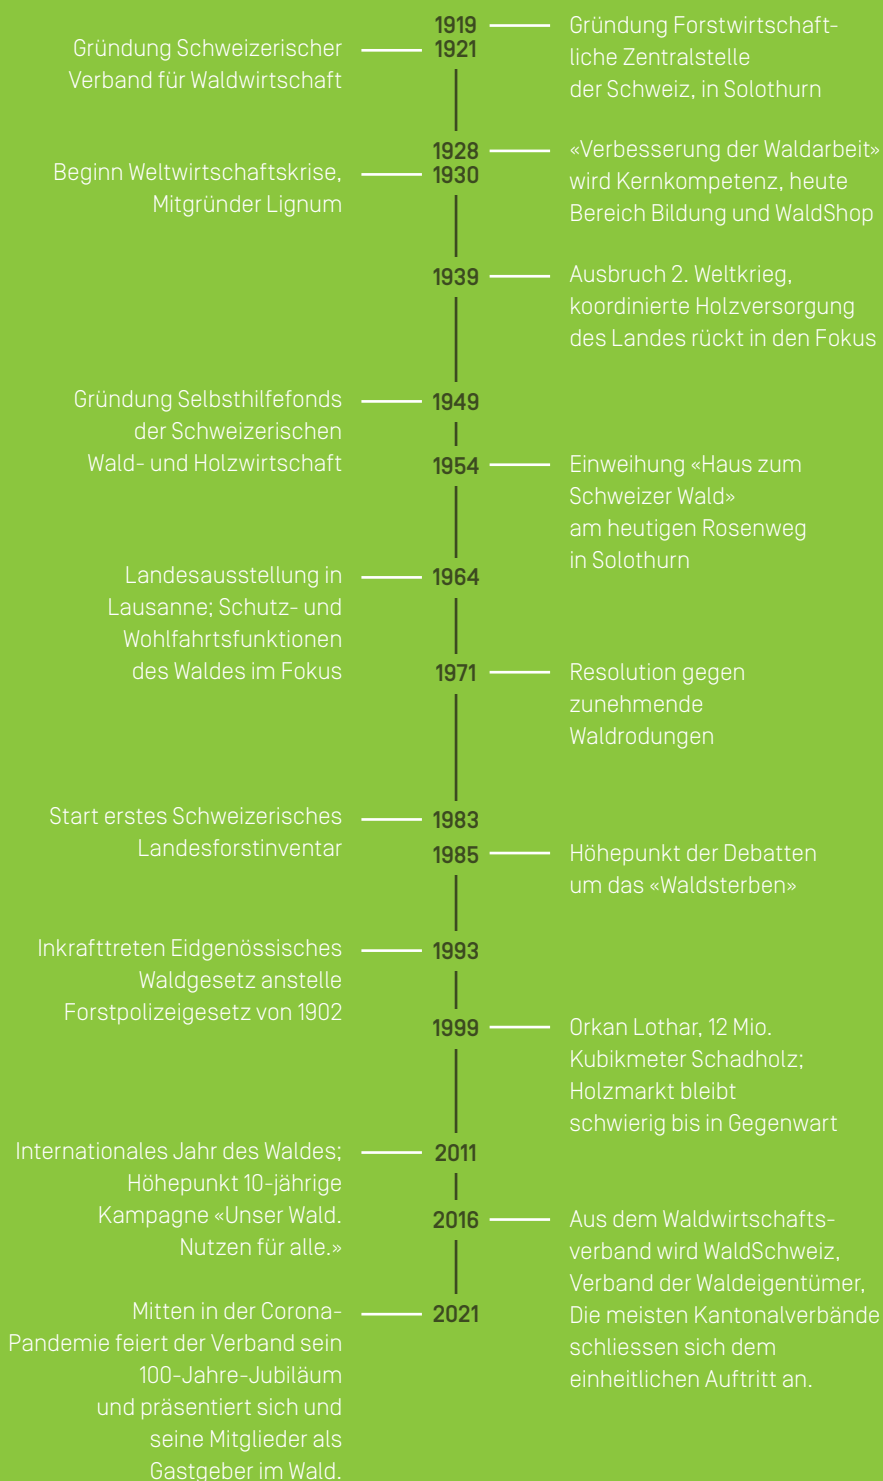 1919
Gründung Forstwirtschaft-
liche Zentralstelle
der Schweiz, in Solothurn
Gründung Schweizerischer
Verband für Waldwirtschaft
1921
1928
«Verbesserung der Waldarbeit»
wird Kernkompetenz, heute
Bereich Bildung und WaldShop
Beginn Weltwirtschaftskrise,
Mitgründer Lignum
1930
1939
Ausbruch 2. Weltkrieg,
koordinierte Holzversorgung
des Landes rückt in den Fokus
Gründung Selbsthilfefonds
der Schweizerischen
Wald- und Holzwirtschaft
1949
1954
Einweihung «Haus zum
Schweizer Wald»
am heutigen Rosenweg
in Solothurn
Landesausstellung in
Lausanne; Schutz- und
Wohlfahrtsfunktionen
des Waldes im Fokus
1964
1971
Resolution gegen
zunehmende
Waldrodungen
Start erstes Schweizerisches
Landesforstinventar
1983
1985
Höhepunkt der Debatten
um das «Waldsterben»
Inkrafttreten Eidgenössisches
Waldgesetz anstelle
Forstpolizeigesetz von 1902
1993
1999
Orkan Lothar, 12 Mio.
Kubikmeter Schadholz;
Holzmarkt bleibt
schwierig bis in Gegenwart
Internationales Jahr des Waldes;
Höhepunkt 10-jährige
Kampagne «Unser Wald.
Nutzen für alle.»
2011
2016
Aus dem Waldwirtschafts-
verband wird WaldSchweiz,
Verband der Waldeigentümer,
Die meisten Kantonalverbände
schliessen sich dem
einheitlichen Auftritt an.
Mitten in der Corona-
Pandemie feiert der Verband sein
100-Jahre-Jubiläum
und präsentiert sich und
seine Mitglieder als
Gastgeber im Wald.
2021